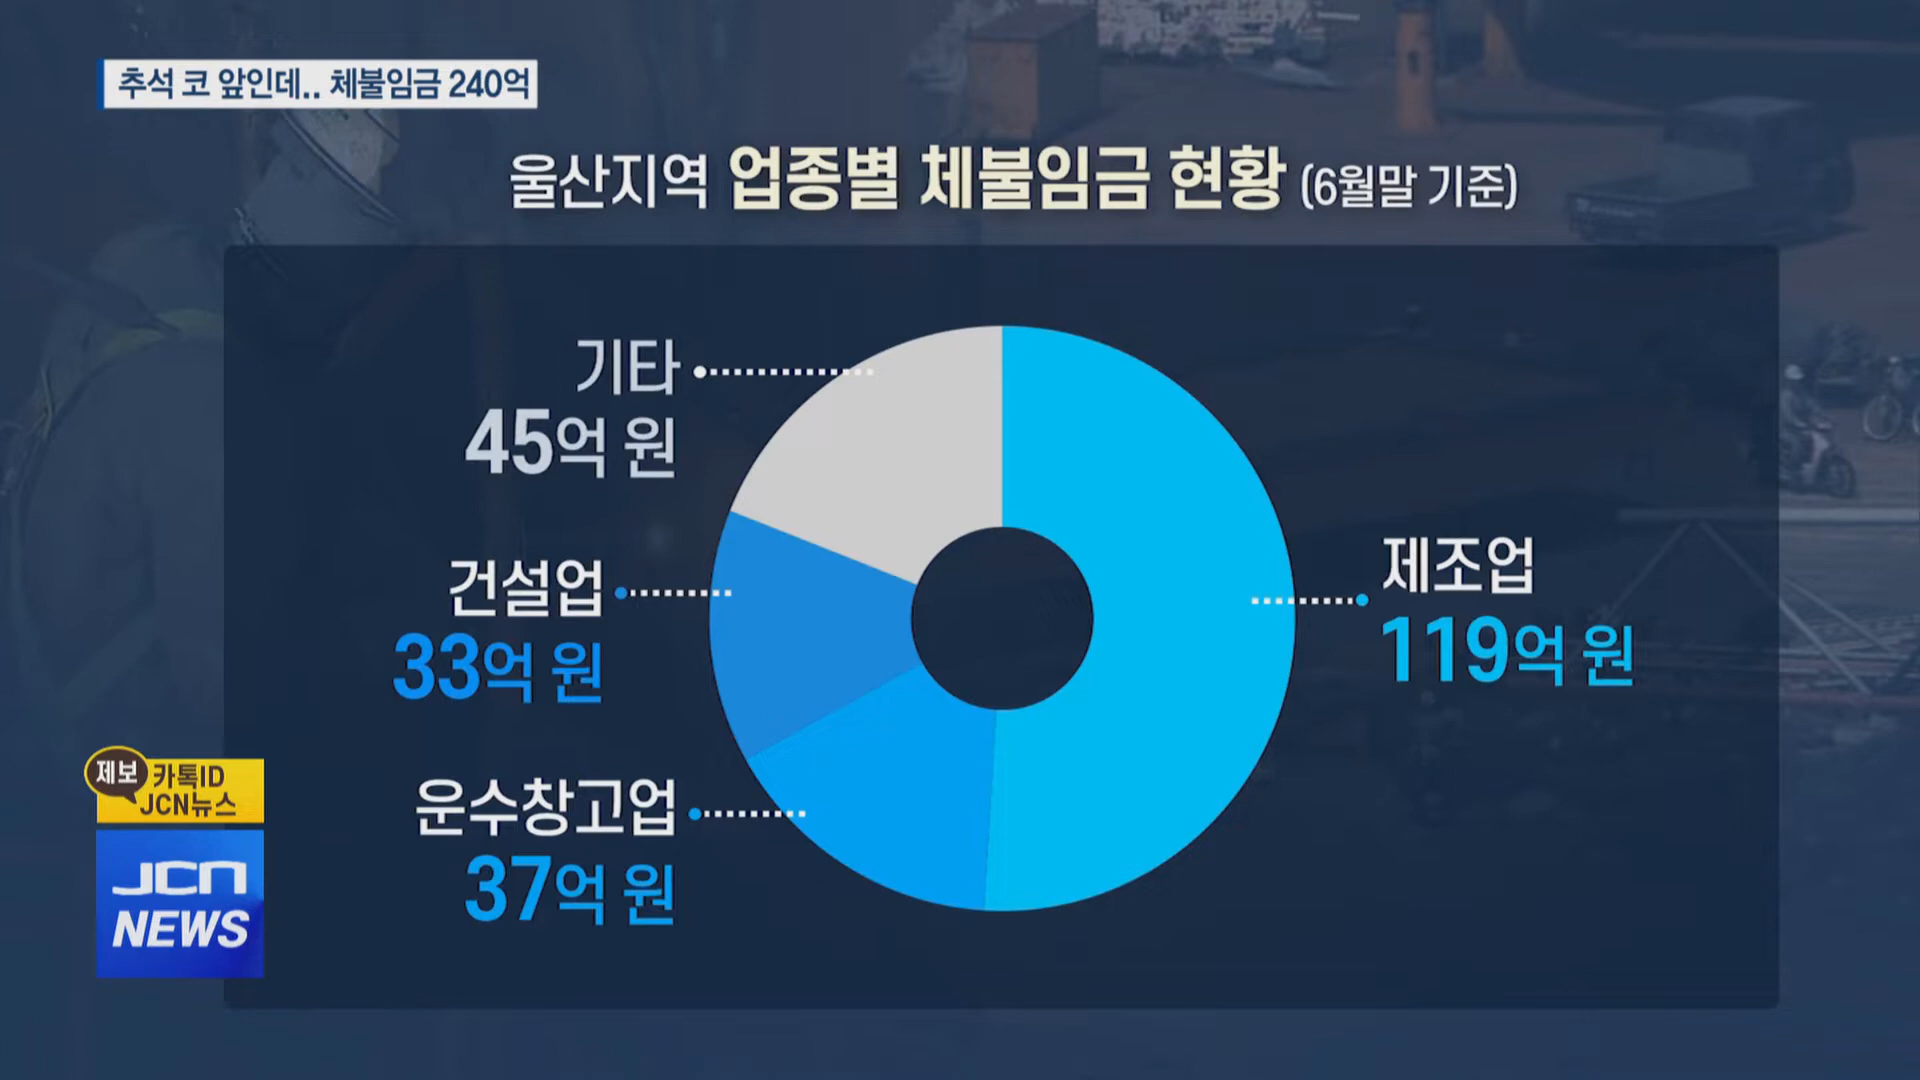 추석 코 앞인데.. 체불임금 240억
울산지역 업종별 체불임금 현황 (6월말 기준)
기타
45억 원
건설업
33억 원
제조업
119억 원
운수창고업
37억 원
제보
카톡ID
JCN뉴스
JCN
NEWS